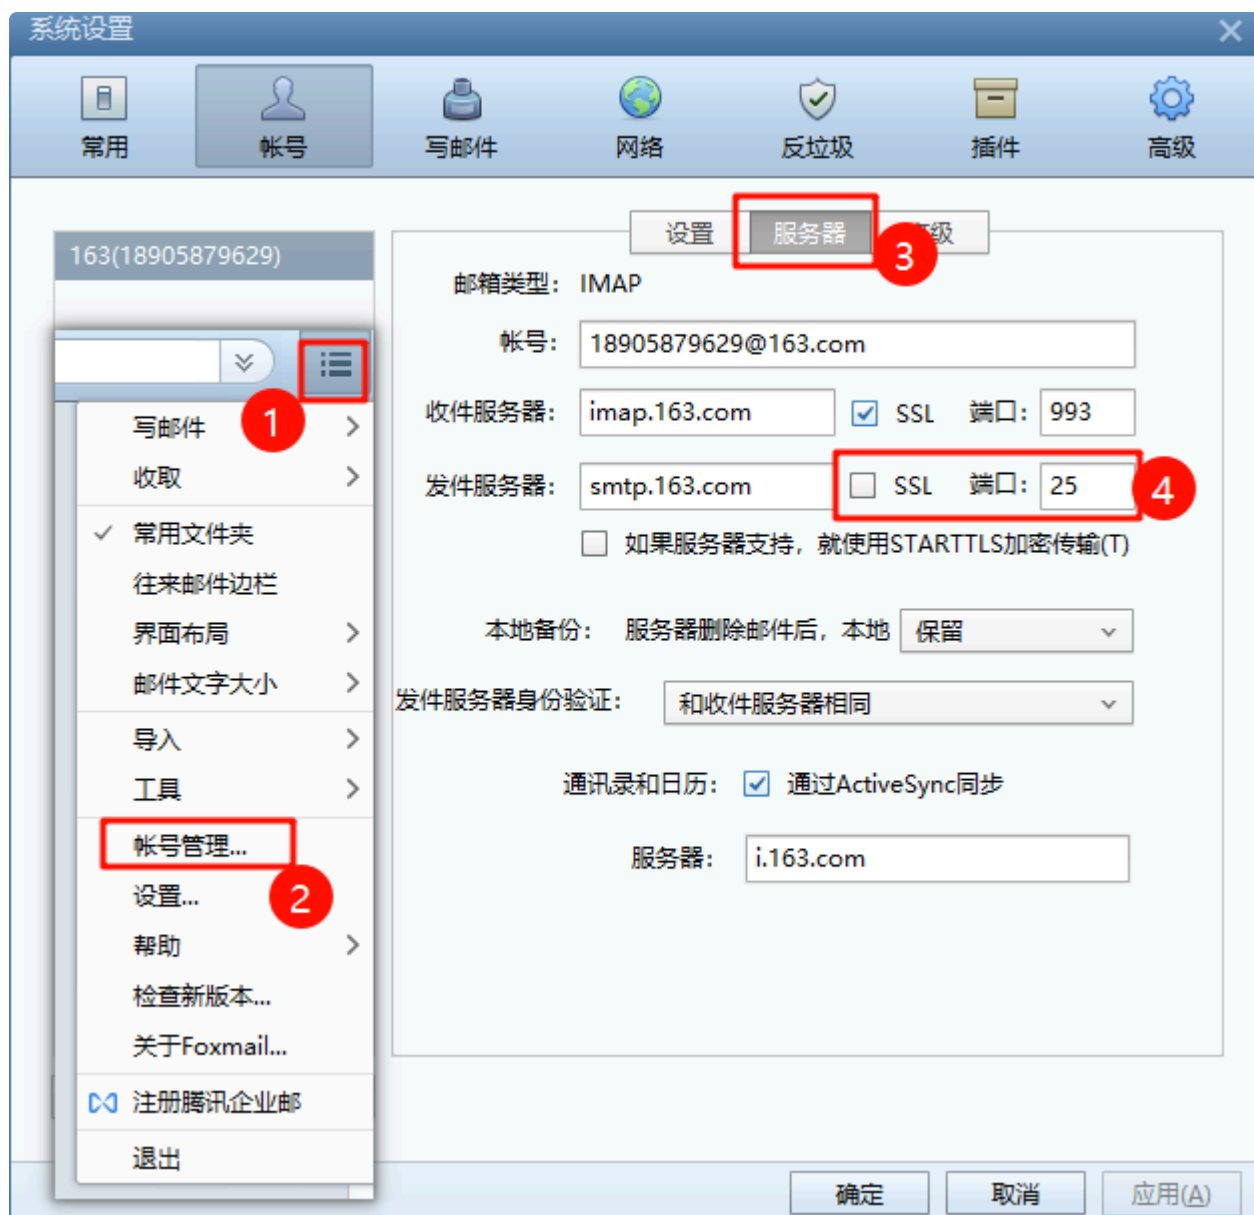 系统设置
常用 帐号 写邮件 网络 反垃圾 插件 高级
163(18905879629)
1
写邮件
收取
常用文件夹
往来邮件边栏
界面布局
邮件文字大小
导入
工具
帐号管理...
2
设置...
帮助
检查新版本...
关于Foxmail...
注册腾讯企业邮
退出
设置 服务器 3 级
邮箱类型: IMAP
帐号: 18905879629@163.com
收件服务器: imap.163.com SSL 端口: 993
发件服务器: smtp.163.com SSL 端口: 25 4
如果服务器支持,就使用STARTTLS加密传输(T)
本地备份: 服务器删除邮件后,本地 保留
发件服务器身份验证: 和收件服务器相同
通讯录和日历: 通过ActiveSync同步
服务器: i.163.com
确定 取消 应用(A)